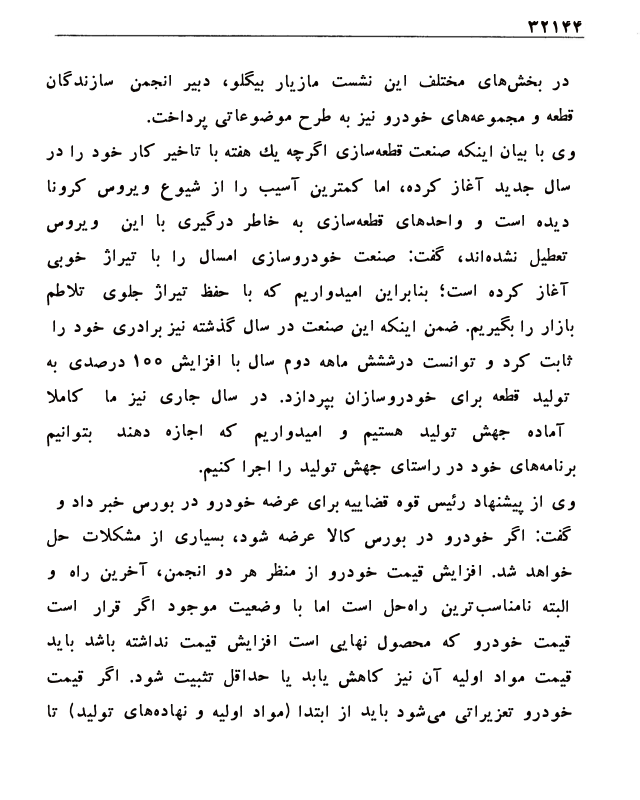 ۳۲۱۴۴
در بخش‌های مختلف این نشست مازیار بیگلو، دبیر انجمن سازندگان
قطعه و مجموعه‌های خودرو نیز به طرح موضوعاتی پرداخت.
وی با بیان اینکه صنعت قطعه‌سازی اگرچه یك هفته با تاخیر کار خود را در
سال جدید آغاز کرده، اما کمترین آسیب را از شیوع ویروس کرونا
دیده است و واحدهای قطعه‌سازی به خاطر درگیری با این ویروس
تعطیل نشده‌اند، گفت: صنعت خودروسازی امسال را با تیراژ خوبی
آغاز کرده است؛ بنابراین امیدواریم که با حفظ تیراژ جلوی تلاطم
بازار را بگیریم. ضمن اینکه این صنعت در سال گذشته نیز برادری خود را
ثابت کرد و توانست درششش ماهه دوم سال با افزایش ۱۰۰ درصدی به
تولید قطعه برای خودروسازان بپردازد. در سال جاری نیز ما کاملا
آماده جهش تولید هستیم و امیدواریم که اجازه دهند بتوانیم
برنامه‌های خود در راستای جهش تولید را اجرا کنیم.
وی از پیشنهاد رئیس قوه قضاییه برای عرضه خودرو در بورس خبر داد و
گفت: اگر خودرو در بورس کالا عرضه شود، بسیاری از مشکلات حل
خواهد شد. افزایش قیمت خودرو از منظر هر دو انجمن، آخرین راه و
البته نامناسب‌ترین راه‌حل است اما با وضعیت موجود اگر قرار است
قیمت خودرو که محصول نهایی است افزایش قیمت نداشته باشد باید
قیمت مواد اولیه آن نیز کاهش یابد یا حداقل تثبیت شود. اگر قیمت
خودرو تعزیراتی می‌شود باید از ابتدا (مواد اولیه و نهاده‌های تولید) تا